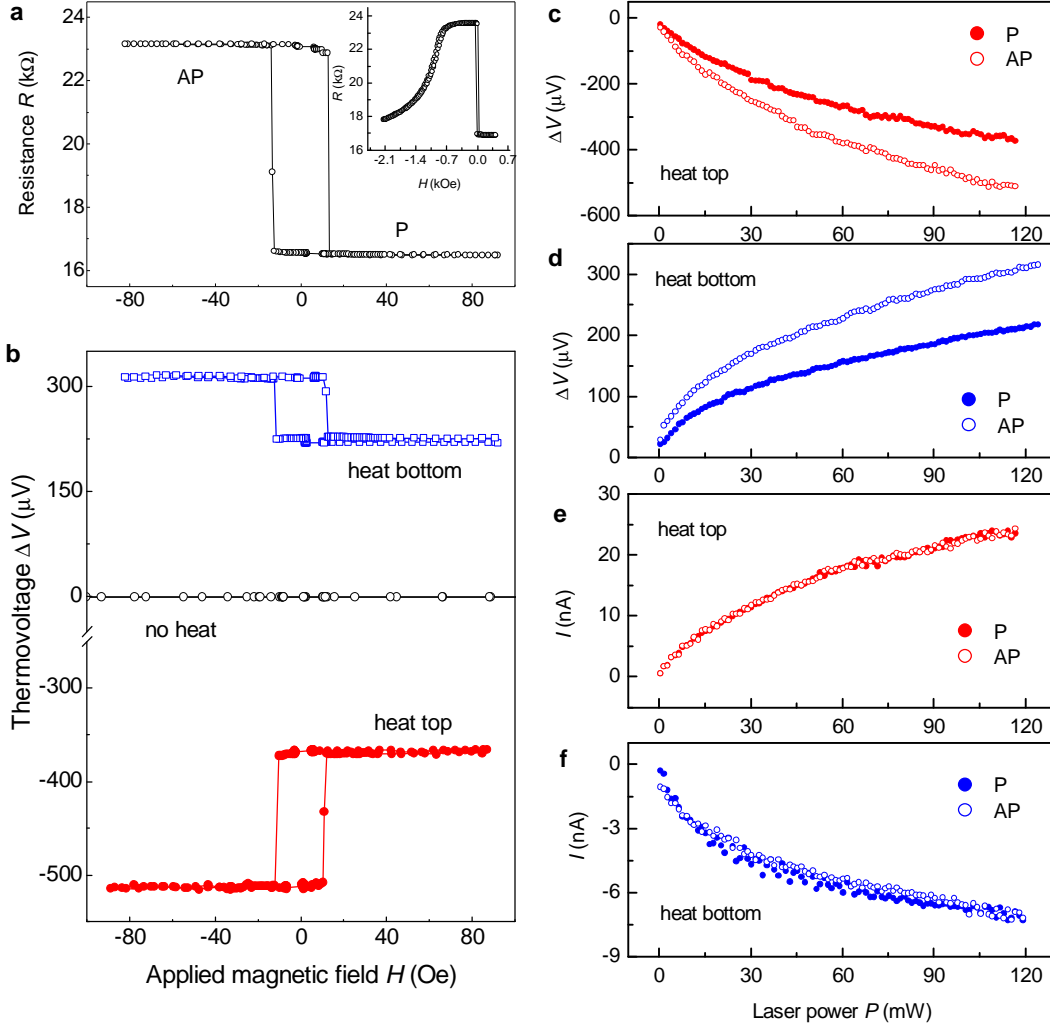 a
Resistance R (kΩ)
25
23
22
20
18
16
-80
-40
0
40
80
AP
P
R (kΩ)
24
22
20
18
16
-2.1
-1.4
-0.7
0.0
0.7
H (kOe)
b
Thermovoltage ΔV (μV)
300
150
0
-300
-400
-500
heat bottom
no heat
heat top
-80
-40
0
40
80
Applied magnetic field H (Oe)
c
ΔV (μV)
0
-200
-400
-600
P
AP
heat top
0
30
60
90
120
d
ΔV (μV)
300
200
100
0
heat bottom
P
AP
0
30
60
90
120
e
I (nA)
30
20
10
0
heat top
P
AP
0
30
60
90
120
f
I (nA)
0
-3
-6
-9
P
AP
heat bottom
0
30
60
90
120
Laser power P (mW)